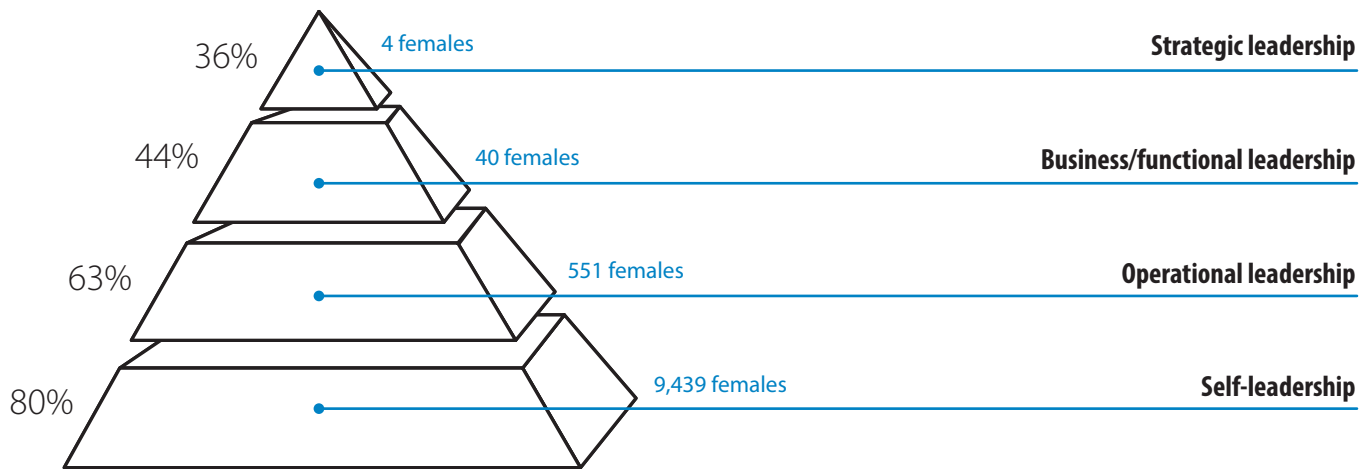 36%
4 females
Strategic leadership
44%
40 females
Business/functional leadership
63%
551 females
Operational leadership
80%
9,439 females
Self-leadership